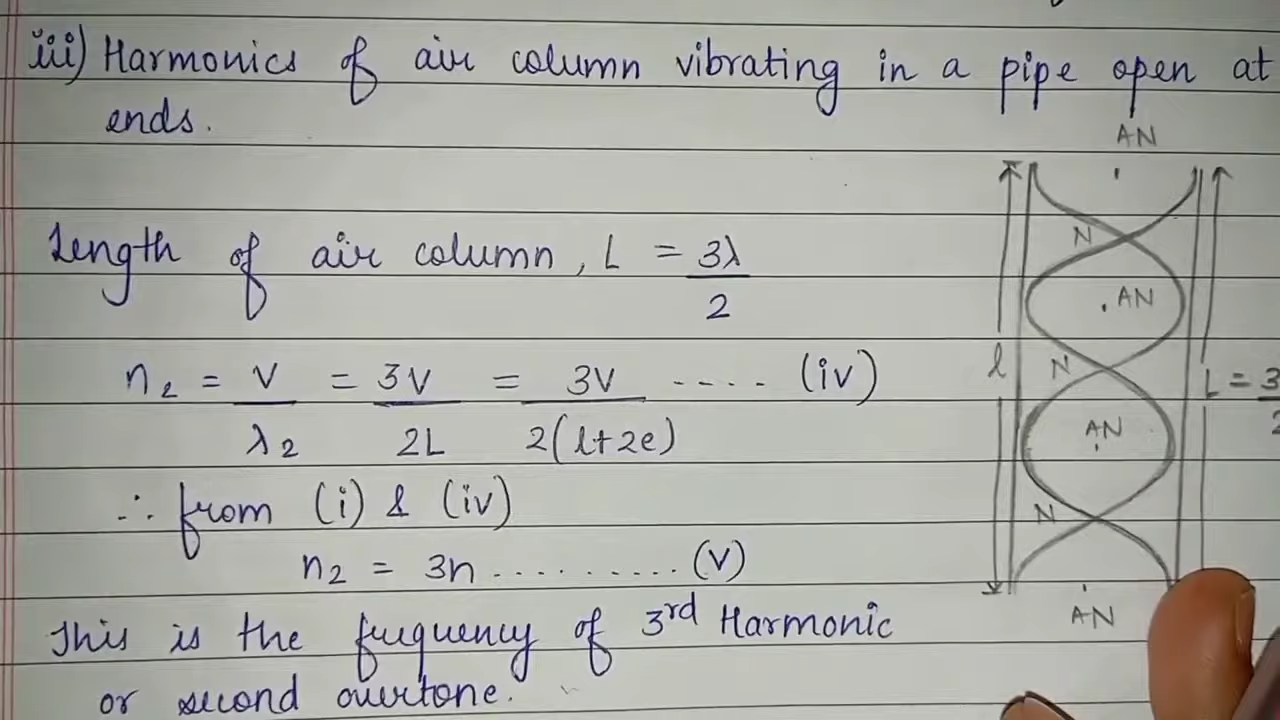 iii) Harmonics of air column vibrating in a pipe open at
ends.
AN
N
Length of air column, L = 3λ/2
.AN
n₂ = V/λ₂ = 3V/2L = 3V/2(l+2e) .... (iv)
l
N
L = 3
AN
∴ from (i) & (iv)
N
n₂ = 3n .......... (v)
This is the frequency of 3rd Harmonic
AN
or second overtone.